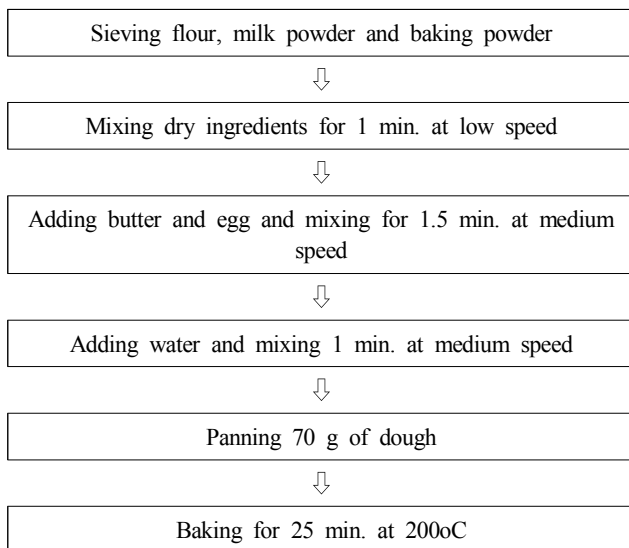 Sieving flour, milk powder and baking powder
Mixing dry ingredients for 1 min. at low speed
Adding butter and egg and mixing for 1.5 min. at medium
speed
Adding water and mixing 1 min. at medium speed
Panning 70 g of dough
Baking for 25 min. at 200oC